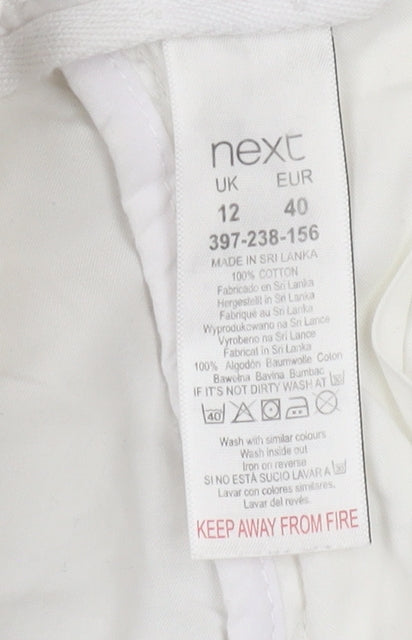 next
UK EUR
12 40
397-238-156
MADE IN SRI LANKA
100% COTTON
Fabricado en Sri Lanka
Hergestellt in Sri Lanka
Fabriqué au Sri Lanka
Wyprodukowano na Sri Lance
Vyrobeno na Sri Lance
Fabricat in Sri Lanka
100% Algodón Baumwolle Coton
Bawełna Bavlna Bumbac
IF IT'S NOT DIRTY WASH AT 30
40
Wash with similar colours
Wash inside out
Iron on reverse
SI NO ESTÁ SUCIO LAVAR A 30
Lavar con colores similares.
Lavar del revés.
KEEP AWAY FROM FIRE